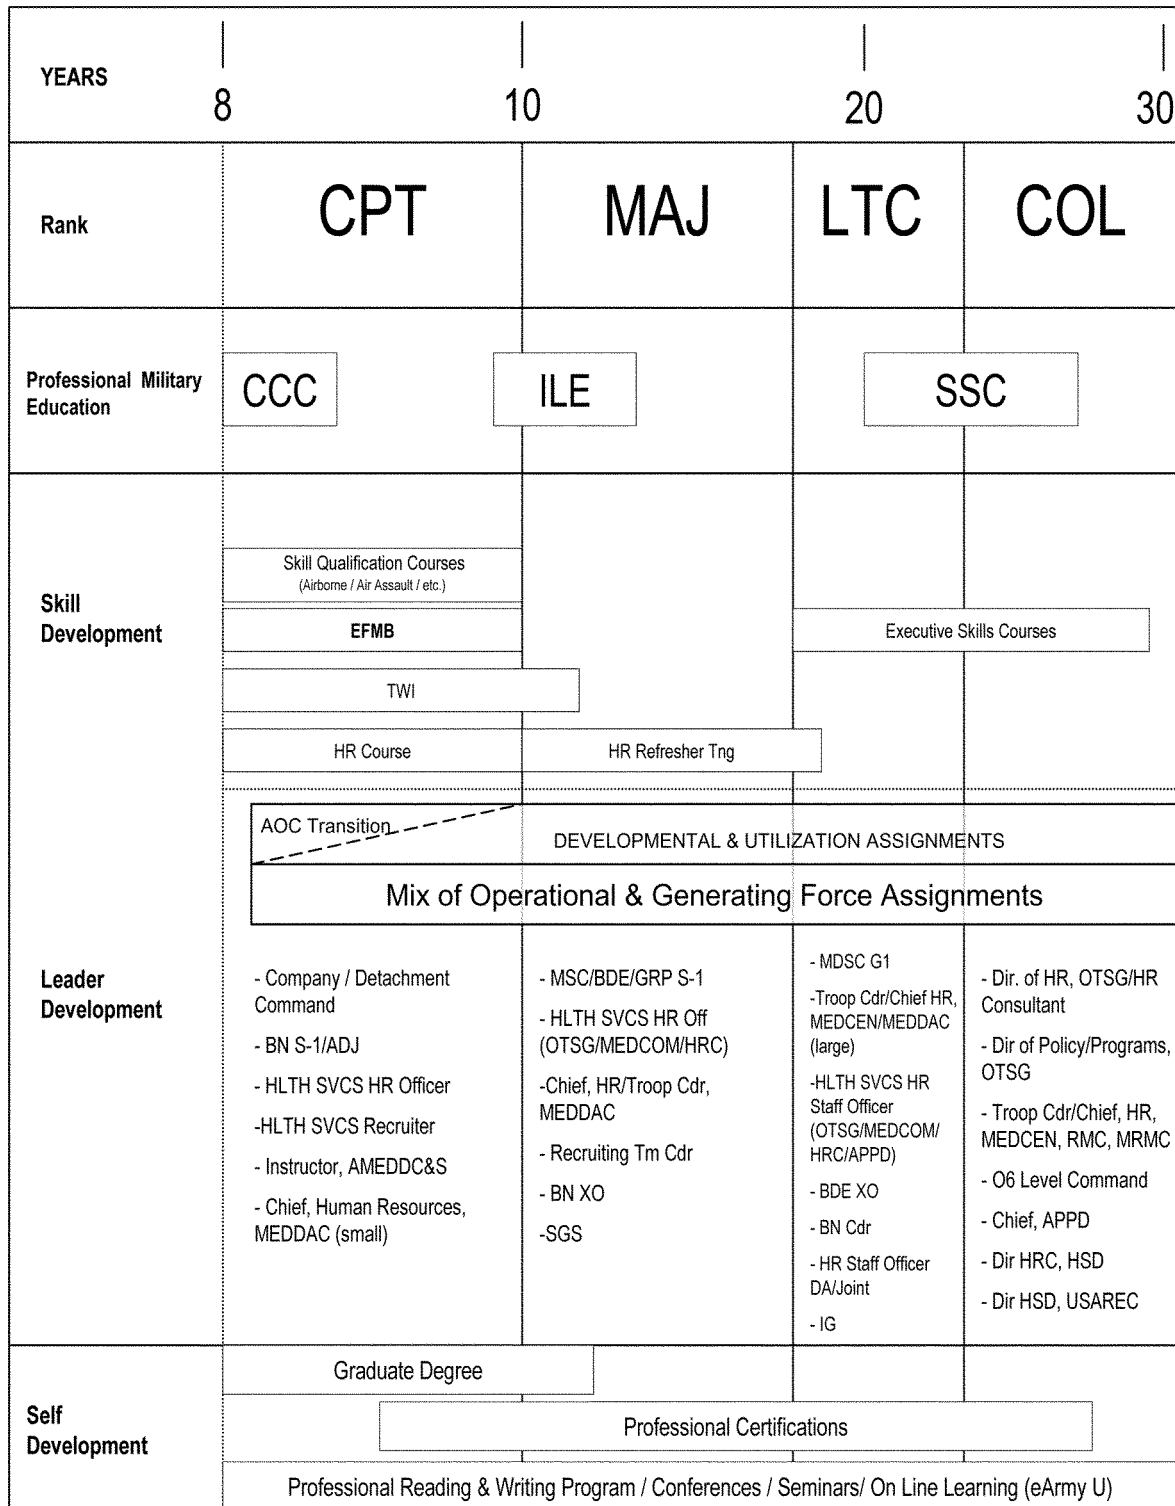 YEARS
8
10
20
30
Rank
CPT
MAJ
LTC
COL
Professional Military
Education
CCC
ILE
SSC
Skill
Development
Skill Qualification Courses
(Airborne / Air Assault / etc.)
EFMB
Executive Skills Courses
TWI
HR Course
HR Refresher Tng
AOC Transition
DEVELOPMENTAL & UTILIZATION ASSIGNMENTS
Mix of Operational & Generating Force Assignments
Leader
Development
- Company / Detachment
Command
- BN S-1/ADJ
- HLTH SVCS HR Officer
-HLTH SVCS Recruiter
- Instructor, AMEDDC&S
- Chief, Human Resources,
MEDDAC (small)
- MSC/BDE/GRP S-1
- HLTH SVCS HR Off
(OTSG/MEDCOM/HRC)
-Chief, HR/Troop Cdr,
MEDDAC
- Recruiting Tm Cdr
- BN XO
-SGS
- MDSC G1
-Troop Cdr/Chief HR,
MEDCEN/MEDDAC
(large)
-HLTH SVCS HR
Staff Officer
(OTSG/MEDCOM/
HRC/APPD)
- BDE XO
- BN Cdr
- HR Staff Officer
DA/Joint
- IG
- Dir. of HR, OTSG/HR
Consultant
- Dir of Policy/Programs,
OTSG
- Troop Cdr/Chief, HR,
MEDCEN, RMC, MRMC
- O6 Level Command
- Chief, APPD
- Dir HRC, HSD
- Dir HSD, USAREC
Self
Development
Graduate Degree
Professional Certifications
Professional Reading & Writing Program / Conferences / Seminars/ On Line Learning (eArmy U)